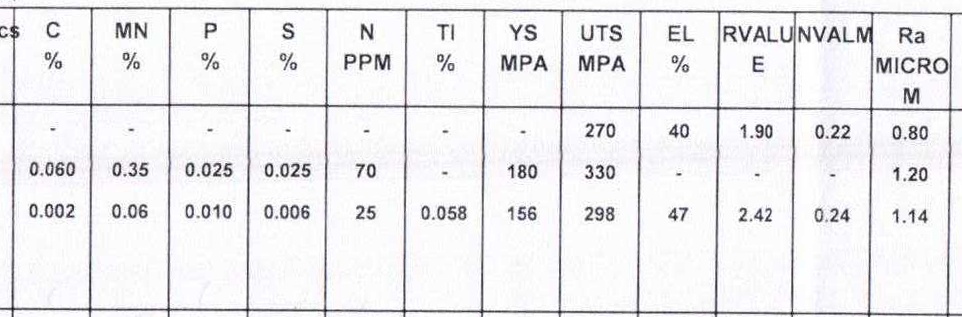 cs C MN P S N TI YS UTS EL RVALU NVALM Ra
% % % % PPM % MPA MPA % E MICRO
M
- - - - - - - 270 40 1.90 0.22 0.80
0.060 0.35 0.025 0.025 70 - 180 330 - - - 1.20
0.002 0.06 0.010 0.006 25 0.058 156 298 47 2.42 0.24 1.14